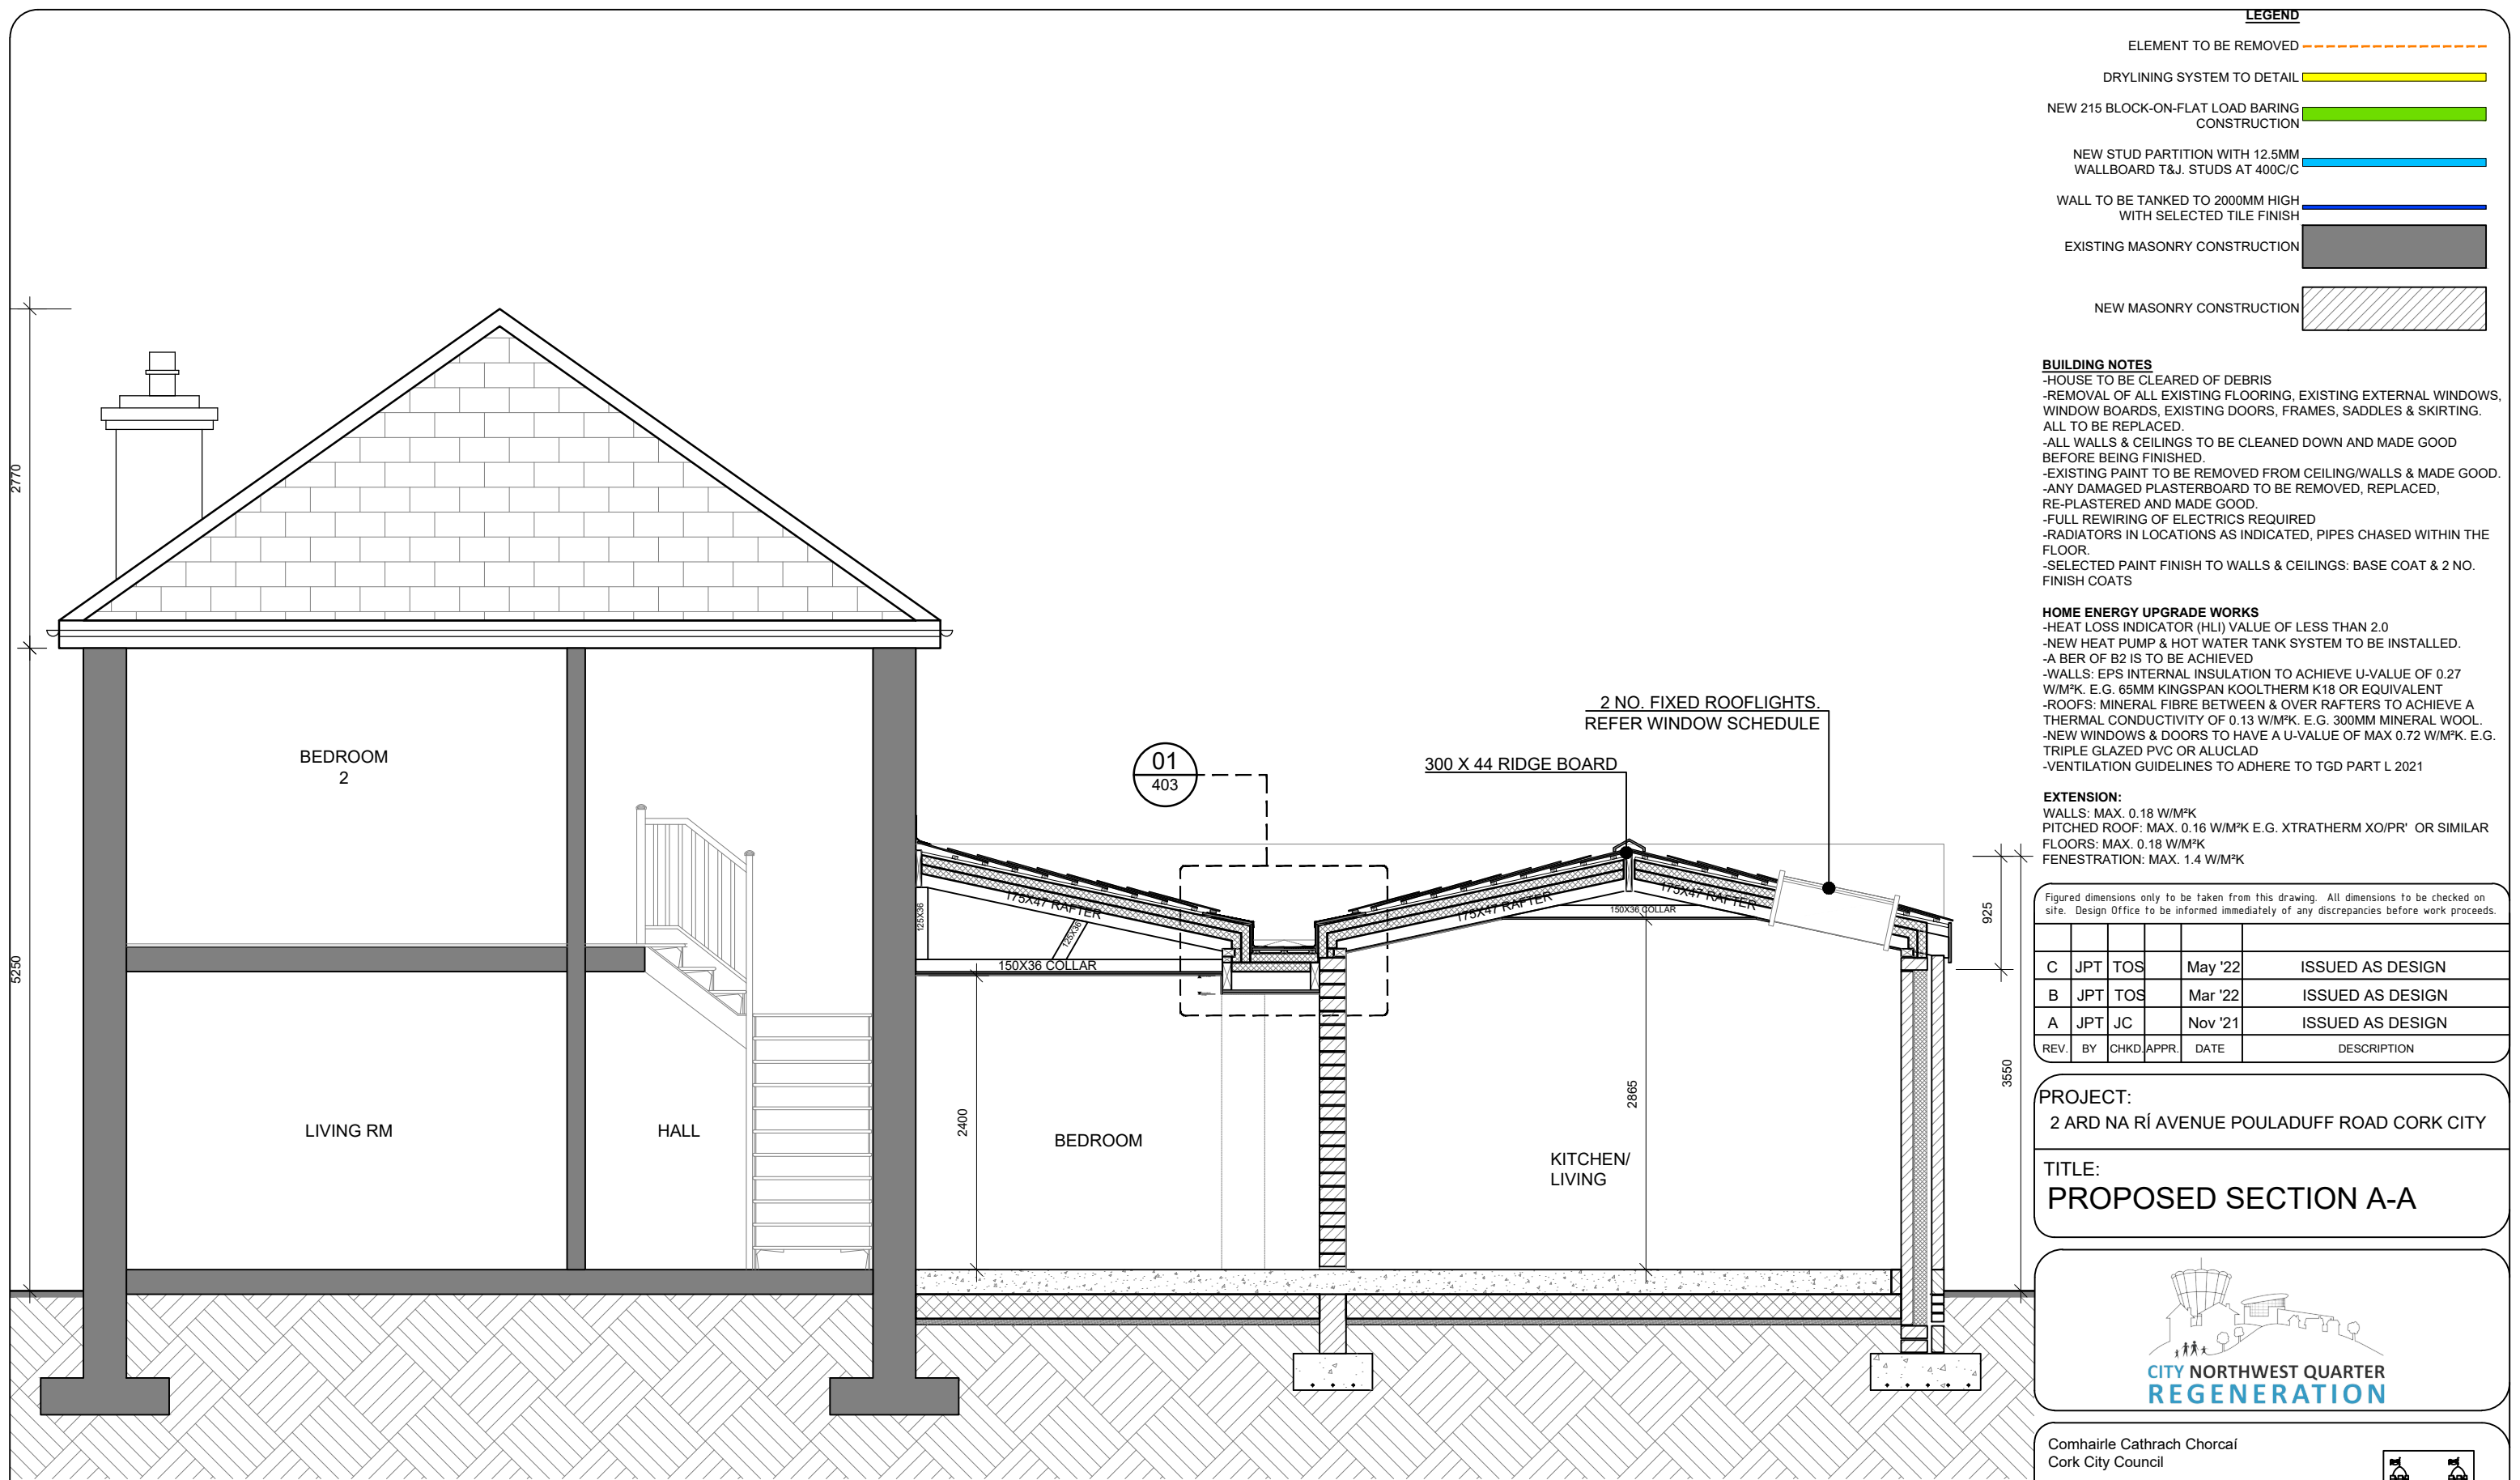 LEGEND
ELEMENT TO BE REMOVED
DRYLINING SYSTEM TO DETAIL
NEW 215 BLOCK-ON-FLAT LOAD BARING
CONSTRUCTION
NEW STUD PARTITION WITH 12.5MM
WALLBOARD T&J. STUDS AT 400C/C
WALL TO BE TANKED TO 2000MM HIGH
WITH SELECTED TILE FINISH
EXISTING MASONRY CONSTRUCTION
NEW MASONRY CONSTRUCTION
BUILDING NOTES
-HOUSE TO BE CLEARED OF DEBRIS
-REMOVAL OF ALL EXISTING FLOORING, EXISTING EXTERNAL WINDOWS,
WINDOW BOARDS, EXISTING DOORS, FRAMES, SADDLES & SKIRTING.
ALL TO BE REPLACED.
-ALL WALLS & CEILINGS TO BE CLEANED DOWN AND MADE GOOD
BEFORE BEING FINISHED.
-EXISTING PAINT TO BE REMOVED FROM CEILING/WALLS & MADE GOOD.
-ANY DAMAGED PLASTERBOARD TO BE REMOVED, REPLACED,
RE-PLASTERED AND MADE GOOD.
-FULL REWIRING OF ELECTRICS REQUIRED
-RADIATORS IN LOCATIONS AS INDICATED, PIPES CHASED WITHIN THE
FLOOR.
-SELECTED PAINT FINISH TO WALLS & CEILINGS: BASE COAT & 2 NO.
FINISH COATS
HOME ENERGY UPGRADE WORKS
-HEAT LOSS INDICATOR (HLI) VALUE OF LESS THAN 2.0
-NEW HEAT PUMP & HOT WATER TANK SYSTEM TO BE INSTALLED.
-A BER OF B2 IS TO BE ACHIEVED
-WALLS: EPS INTERNAL INSULATION TO ACHIEVE U-VALUE OF 0.27
W/M²K. E.G. 65MM KINGSPAN KOOLTHERM K18 OR EQUIVALENT
-ROOFS: MINERAL FIBRE BETWEEN & OVER RAFTERS TO ACHIEVE A
THERMAL CONDUCTIVITY OF 0.13 W/M²K. E.G. 300MM MINERAL WOOL.
-NEW WINDOWS & DOORS TO HAVE A U-VALUE OF MAX 0.72 W/M²K. E.G.
TRIPLE GLAZED PVC OR ALUCLAD
-VENTILATION GUIDELINES TO ADHERE TO TGD PART L 2021
EXTENSION:
WALLS: MAX. 0.18 W/M²K
PITCHED ROOF: MAX. 0.16 W/M²K E.G. XTRATHERM XO/PR' OR SIMILAR
FLOORS: MAX. 0.18 W/M²K
FENESTRATION: MAX. 1.4 W/M²K
Figured dimensions only to be taken from this drawing. All dimensions to be checked on
site. Design Office to be informed immediately of any discrepancies before work proceeds.
C JPT TOS May '22 ISSUED AS DESIGN
B JPT TOS Mar '22 ISSUED AS DESIGN
A JPT JC Nov '21 ISSUED AS DESIGN
REV. BY CHKD. APPR. DATE DESCRIPTION
PROJECT:
2 ARD NA RÍ AVENUE POULADUFF ROAD CORK CITY
TITLE:
PROPOSED SECTION A-A
CITY NORTHWEST QUARTER
REGENERATION
Comhairle Cathrach Chorcaí
Cork City Council
2770
5250
BEDROOM
2
LIVING RM
HALL
01
403
2 NO. FIXED ROOFLIGHTS.
REFER WINDOW SCHEDULE
300 X 44 RIDGE BOARD
125X36
175X47 RAFTER
125X36
150X36 COLLAR
175X47 RAFTER
150X36 COLLAR
175X47 RAFTER
2400
BEDROOM
2865
KITCHEN/
LIVING
925
3550